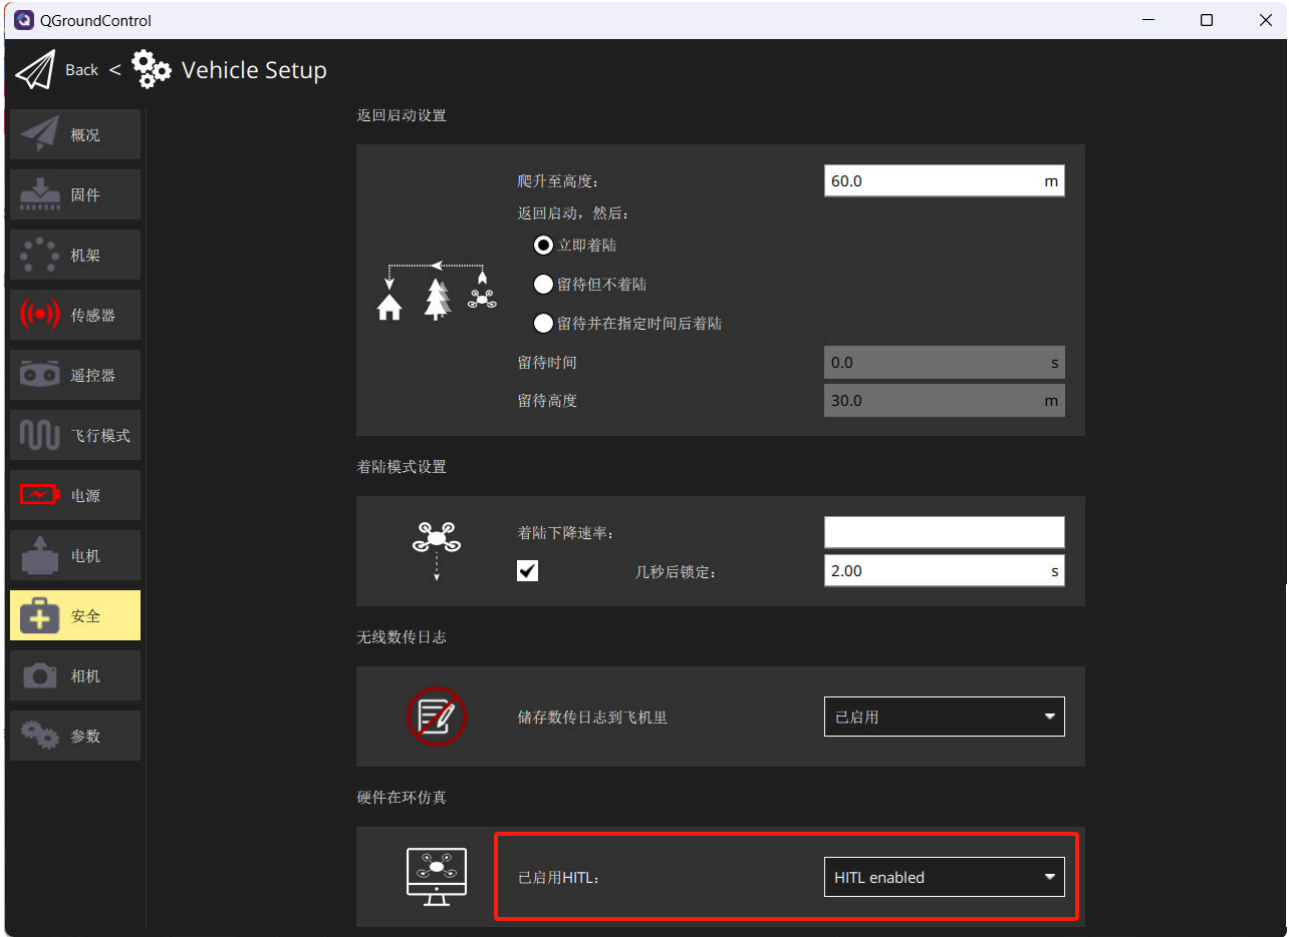 QGroundControl
Back < Vehicle Setup
概况
固件
机架
传感器
遥控器
飞行模式
电源
电机
安全
相机
参数
返回启动设置
爬升至高度: 60.0 m
返回启动，然后:
立即着陆
留待但不着陆
留待并在指定时间后着陆
留待时间 0.0 s
留待高度 30.0 m
着陆模式设置
着陆下降速率:
几秒后锁定: 2.00 s
无线数传日志
储存数传日志到飞机里 已启用
硬件在环仿真
已启用HITL: HITL enabled